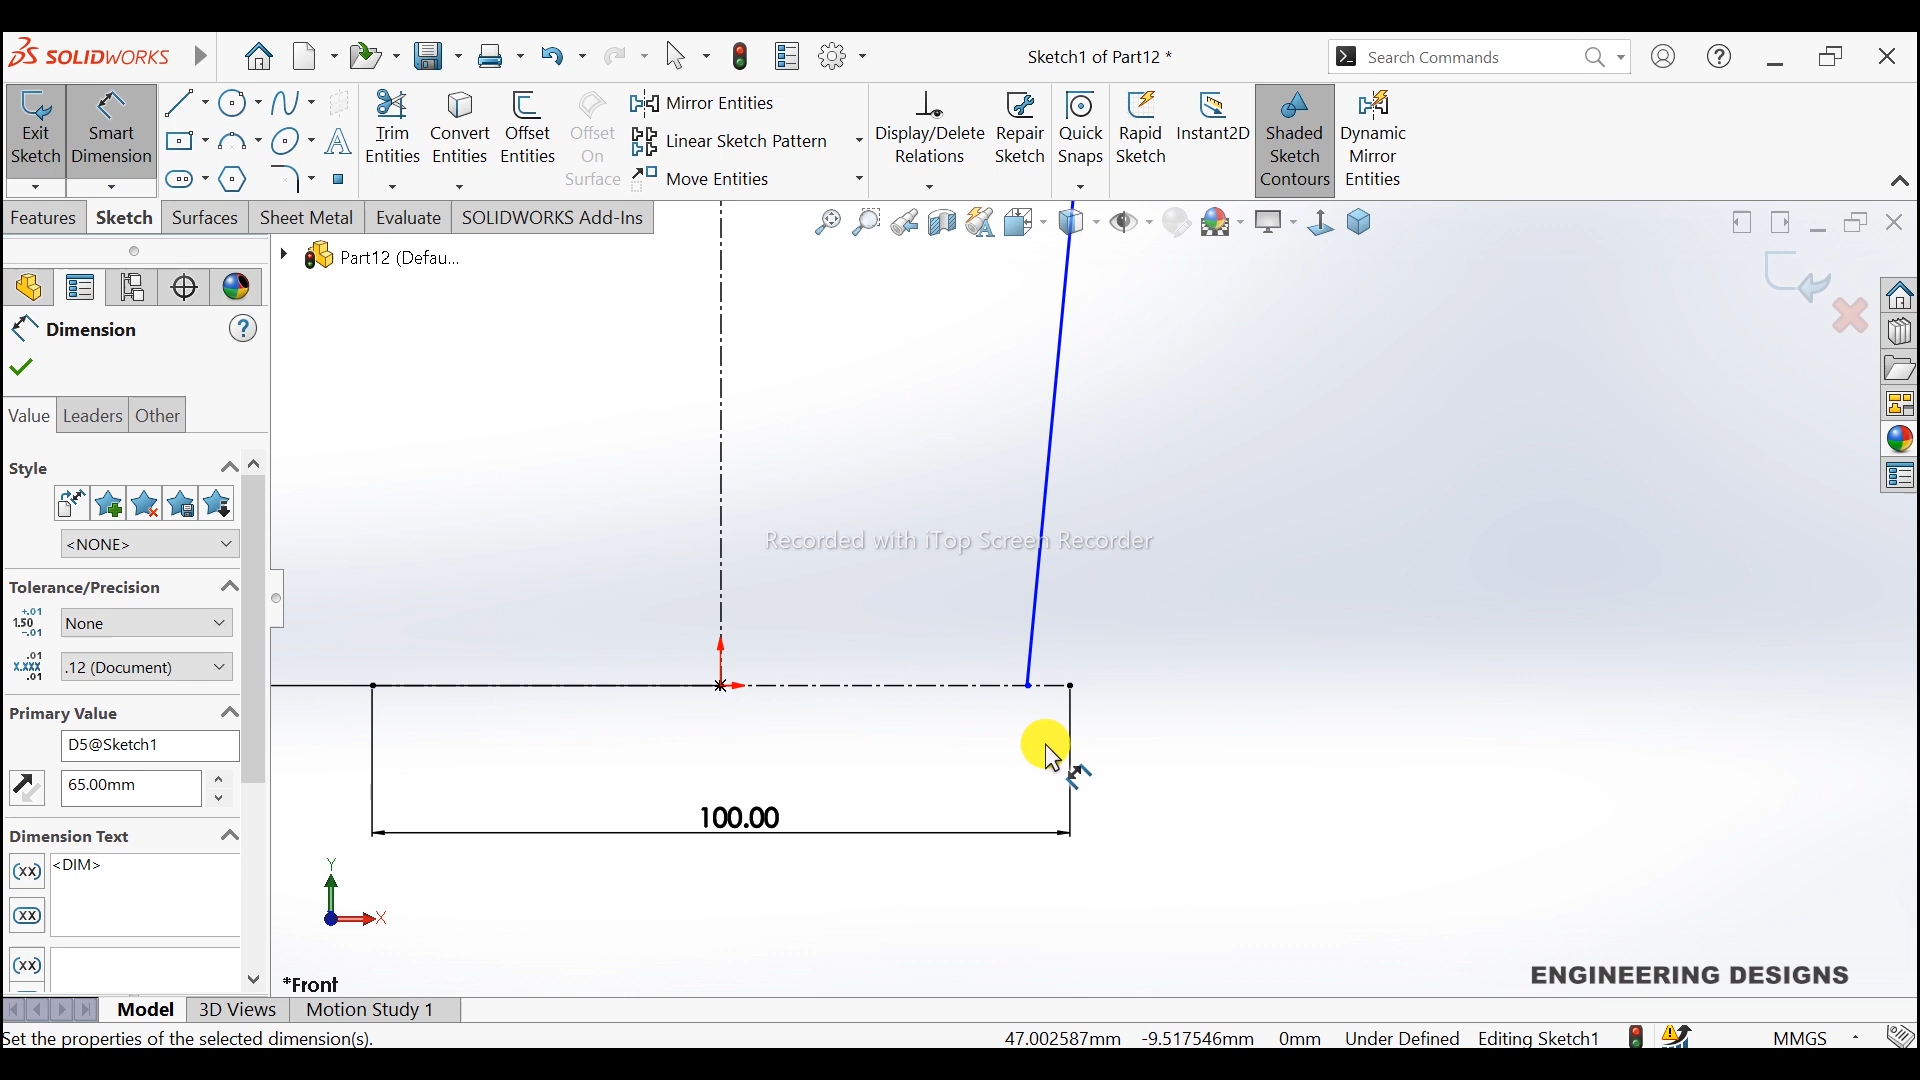 SOLIDWORKS
Sketch1 of Part12 *
Search Commands
Exit Sketch
Smart Dimension
Trim Entities
Convert Entities
Offset Entities
Offset On Surface
Mirror Entities
Linear Sketch Pattern
Move Entities
Display/Delete Relations
Repair Sketch
Quick Snaps
Rapid Sketch
Instant2D
Shaded Sketch Contours
Dynamic Mirror Entities
Features
Sketch
Surfaces
Sheet Metal
Evaluate
SOLIDWORKS Add-Ins
Part12 (Defau...
Dimension
Value
Leaders
Other
Style
<NONE>
Tolerance/Precision
None
.12 (Document)
Primary Value
D5@Sketch1
65.00mm
Dimension Text
<DIM>
(xx)
(xx)
(xx)
Recorded with iTop Screen Recorder
100.00
Y
X
*Front
ENGINEERING DESIGNS
Model
3D Views
Motion Study 1
Set the properties of the selected dimension(s).
47.002587mm
-9.517546mm
0mm
Under Defined
Editing Sketch1
MMGS